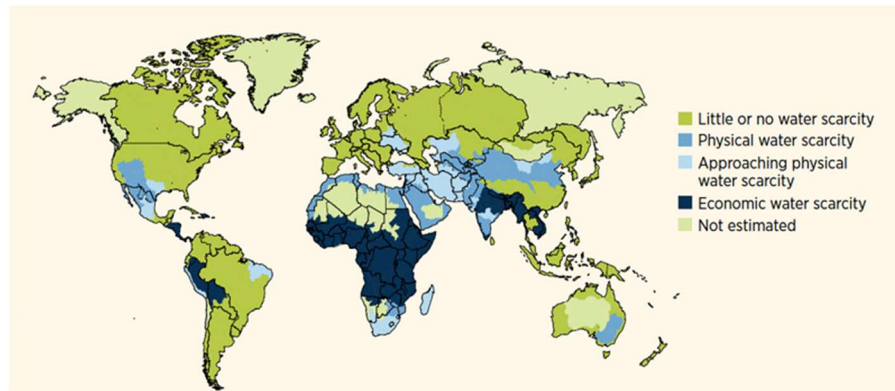 Little or no water scarcity
Physical water scarcity
Approaching physical
water scarcity
Economic water scarcity
Not estimated